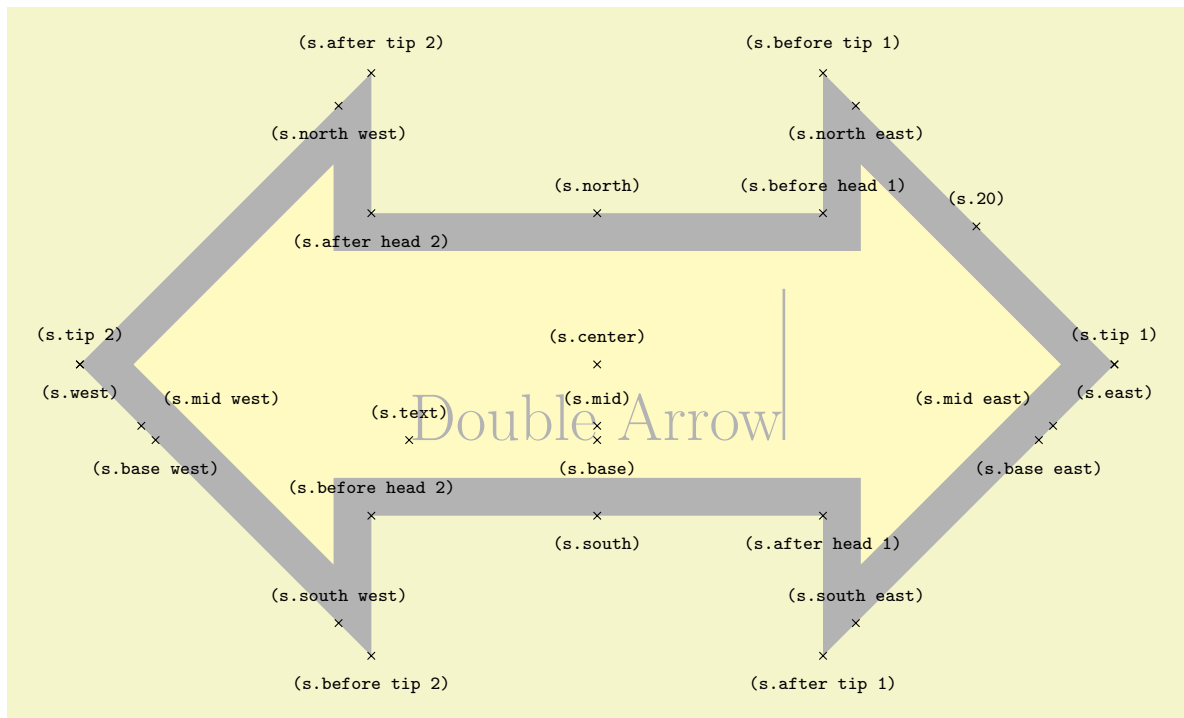 (s.after tip 2) (s.before tip 1)
(s.north west) (s.north east)
(s.north) (s.before head 1) (s.20)
(s.after head 2)
(s.tip 2) (s.center) (s.tip 1)
(s.west) (s.mid west) (s.mid) (s.mid east) (s.east)
(s.text)
Double Arrow
(s.base west) (s.base) (s.base east)
(s.before head 2)
(s.south) (s.after head 1)
(s.south west) (s.south east)
(s.before tip 2) (s.after tip 1)